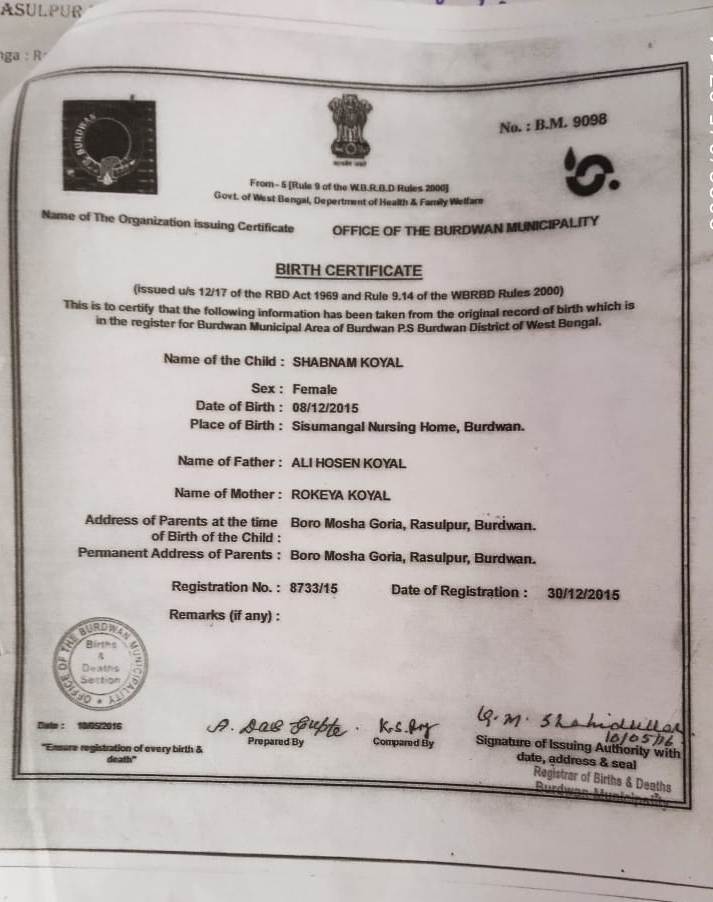 ASULPUR
nga : R
BURDWAN
No. : B.M. 9098
From- 5 [Rule 9 of the W.B.R.B.D Rules 2000]
Govt. of West Bengal, Depertment of Health & Family Welfare
Name of The Organization issuing Certificate OFFICE OF THE BURDWAN MUNICIPALITY
BIRTH CERTIFICATE
(issued u/s 12/17 of the RBD Act 1969 and Rule 9.14 of the WBRBD Rules 2000)
This is to certify that the following information has been taken from the original record of birth which is
in the register for Burdwan Municipal Area of Burdwan P.S Burdwan District of West Bengal.
Name of the Child : SHABNAM KOYAL
Sex : Female
Date of Birth : 08/12/2015
Place of Birth : Sisumangal Nursing Home, Burdwan.
Name of Father : ALI HOSEN KOYAL
Name of Mother : ROKEYA KOYAL
Address of Parents at the time Boro Mosha Goria, Rasulpur, Burdwan.
of Birth of the Child :
Permanent Address of Parents : Boro Mosha Goria, Rasulpur, Burdwan.
Registration No. : 8733/15 Date of Registration : 30/12/2015
Remarks (if any) :
OFFICE OF THE BURDWAN MUNICIPALITY
Births
&
Deaths
Section
Date : 10/05/2016
"Ensure registration of every birth &
death"
A. Das Gupta
Prepared By
K.S. Roy
Compared By
G. M. Shahidullah
10/05/16
Signature of Issuing Authority with
date, address & seal
Registrar of Births & Deaths
Burdwan Municipality